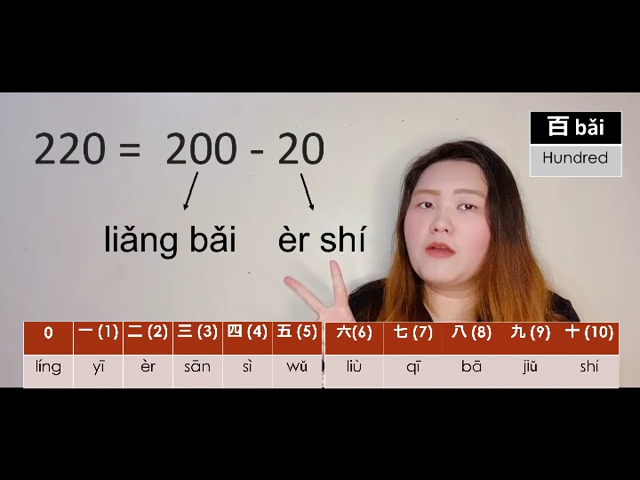 百 bǎi
Hundred
220 = 200 - 20
liǎng bǎi èr shí
0 一 (1) 二 (2) 三 (3) 四 (4) 五 (5) 六(6) 七 (7) 八 (8) 九 (9) 十 (10)
líng yī èr sān sì wǔ liù qī bā jiǔ shí